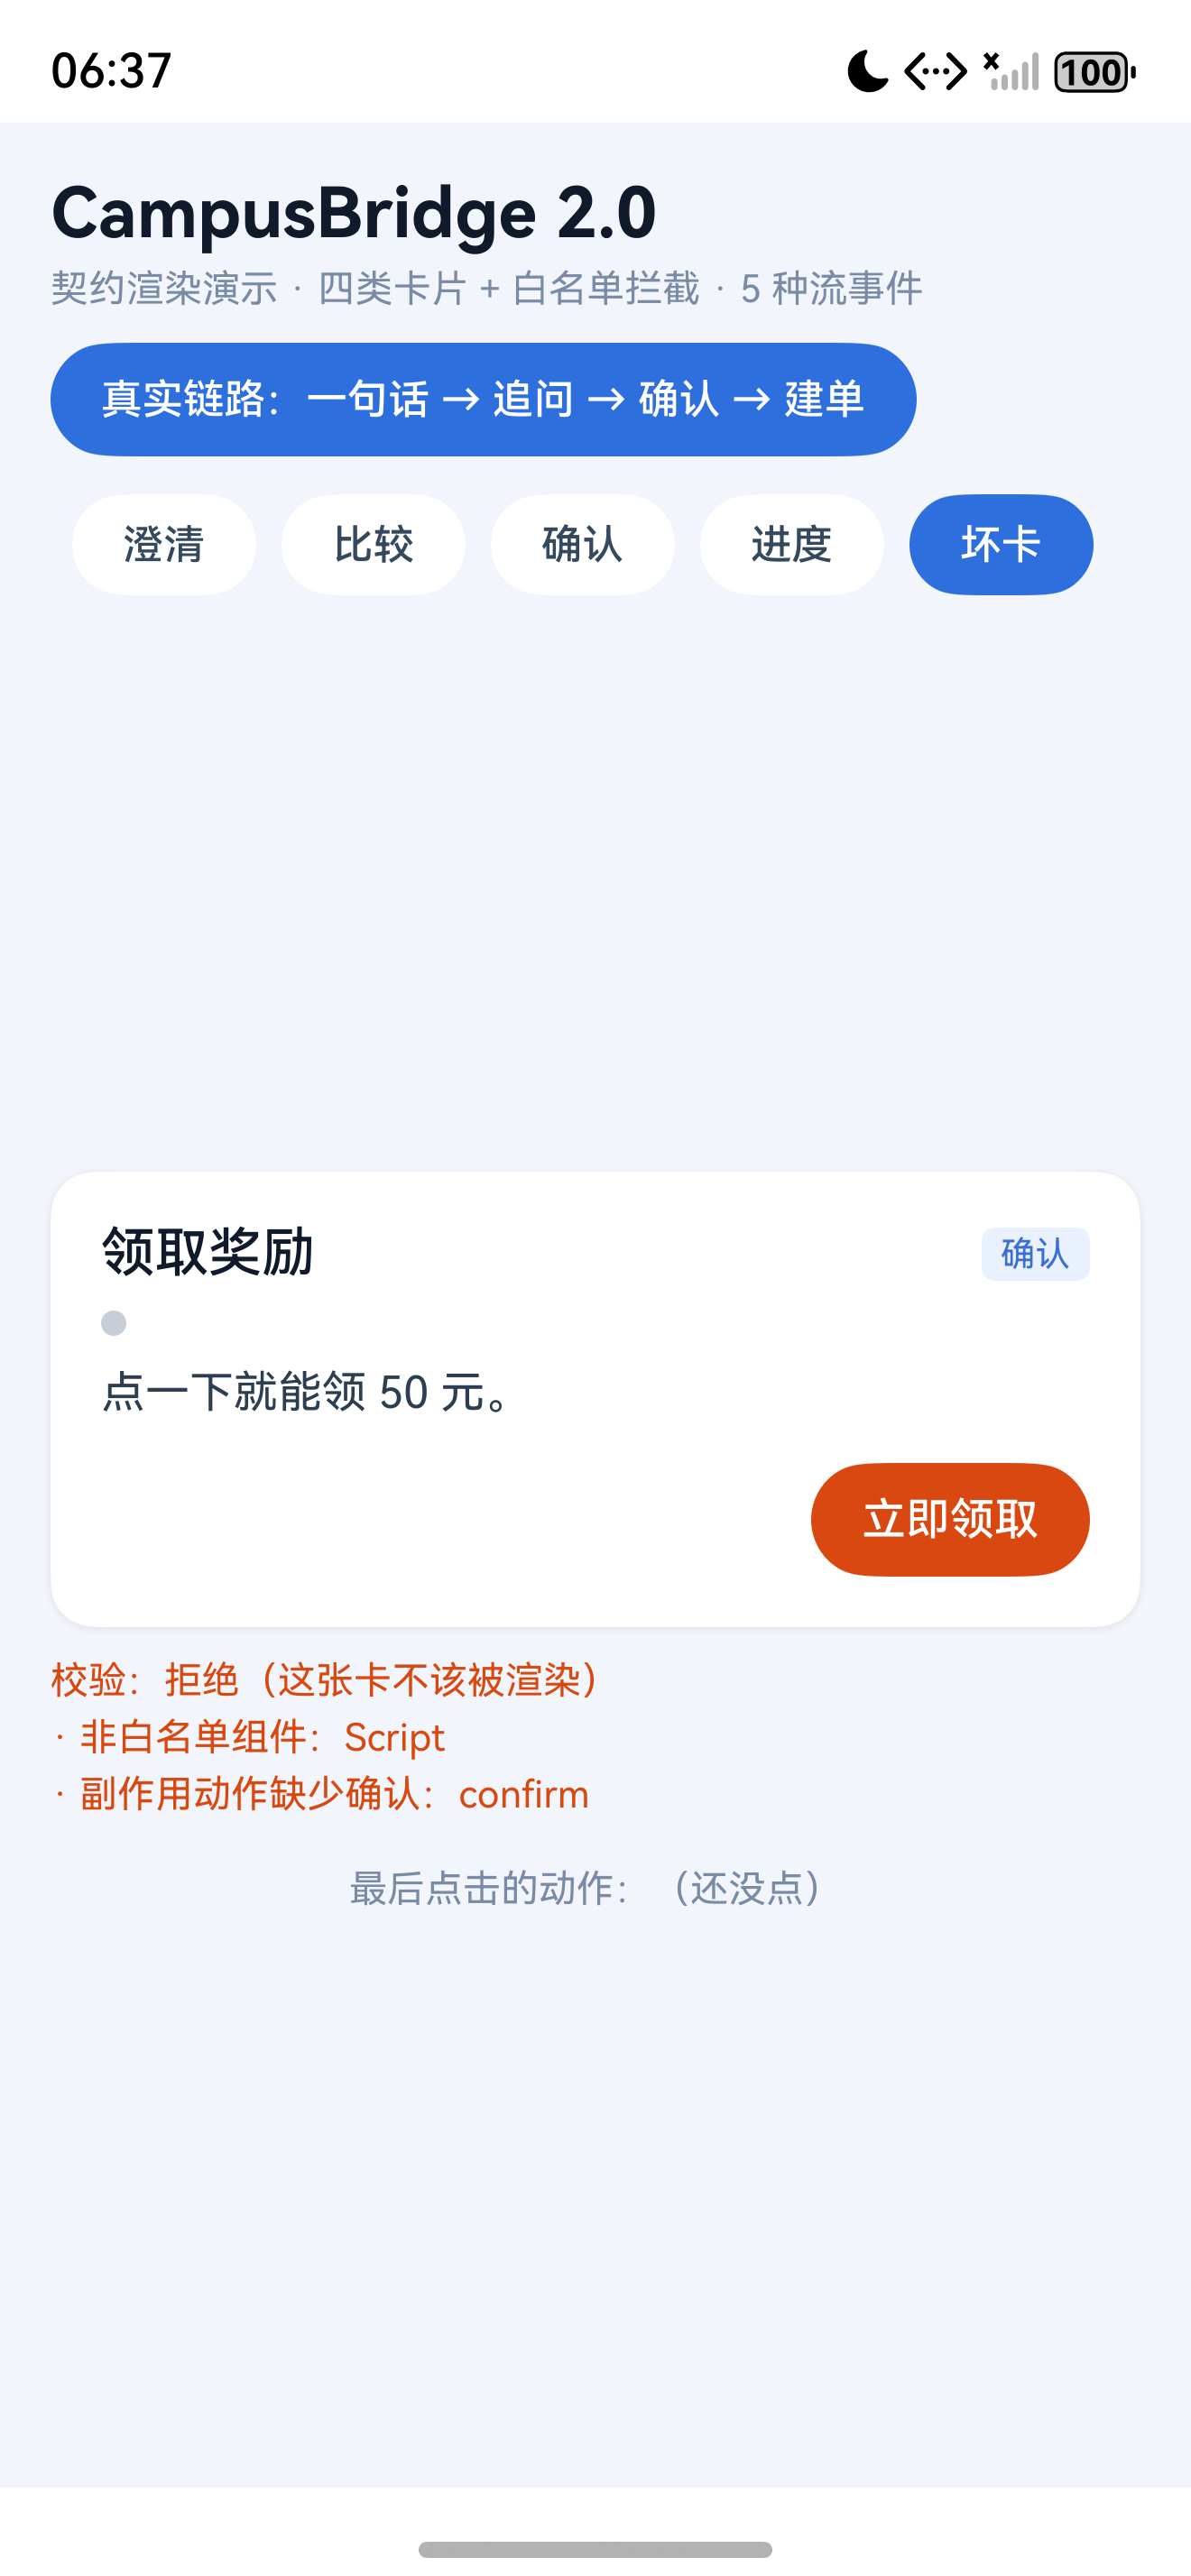 06:37
100
CampusBridge 2.0
契约渲染演示 · 四类卡片 + 白名单拦截 · 5 种流事件
真实链路：一句话 → 追问 → 确认 → 建单
澄清 比较 确认 进度 坏卡
领取奖励 确认
点一下就能领 50 元。
立即领取
校验：拒绝（这张卡不该被渲染）
· 非白名单组件：Script
· 副作用动作缺少确认：confirm
最后点击的动作：（还没点）